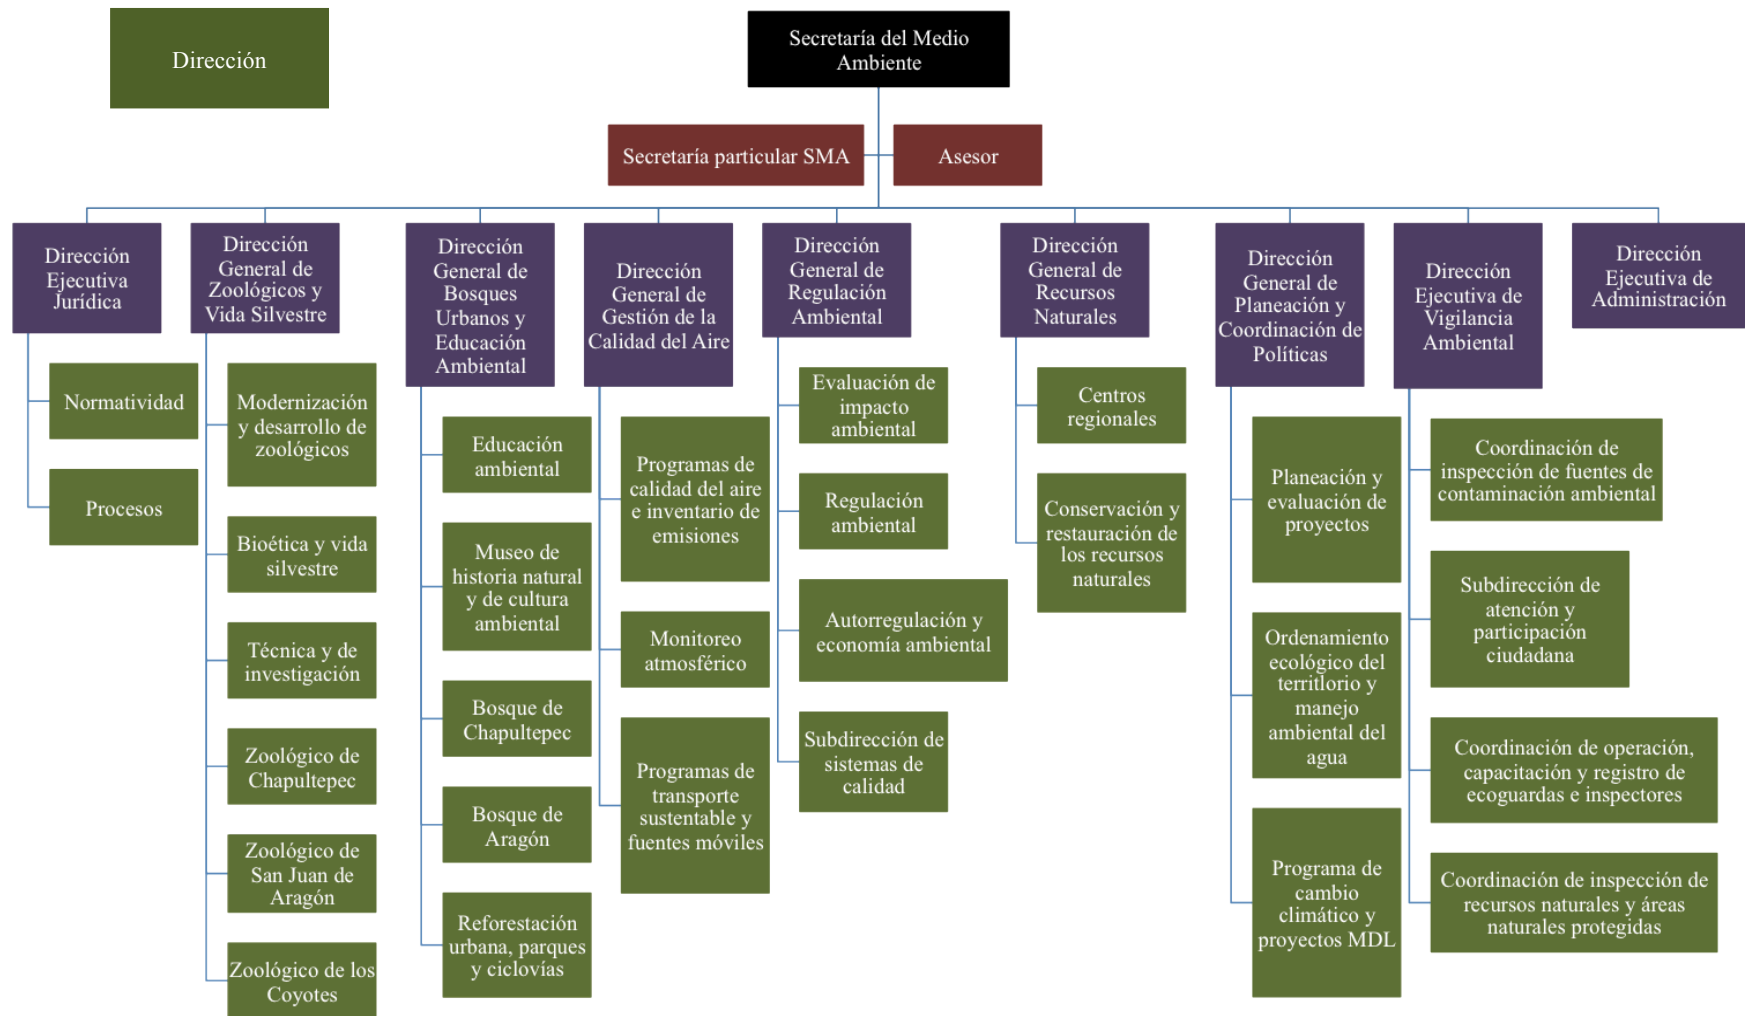 Dirección
Secretaría del Medio
Ambiente
Secretaría particular SMA
Asesor
Dirección
Ejecutiva
Jurídica
Normatividad
Procesos
Dirección
General de
Zoológicos y
Vida Silvestre
Modernización
y desarrollo de
zoológicos
Bioética y vida
silvestre
Técnica y de
investigación
Zoológico de
Chapultepec
Zoológico de
San Juan de
Aragón
Zoológico de los
Coyotes
Dirección
General de
Bosques
Urbanos y
Educación
Ambiental
Educación
ambiental
Museo de
historia natural
y de cultura
ambiental
Bosque de
Chapultepec
Bosque de
Aragón
Reforestación
urbana, parques
y ciclovías
Dirección
General de
Gestión de la
Calidad del Aire
Programas de
calidad del aire
e inventario de
emisiones
Monitoreo
atmosférico
Programas de
transporte
sustentable y
fuentes móviles
Dirección
General de
Regulación
Ambiental
Evaluación de
impacto
ambiental
Regulación
ambiental
Autorregulación y
economía ambiental
Subdirección de
sistemas de
calidad
Dirección
General de
Recursos
Naturales
Centros
regionales
Conservación y
restauración de
los recursos
naturales
Dirección
General de
Planeación y
Coordinación de
Políticas
Planeación y
evaluación de
proyectos
Ordenamiento
ecológico del
territlorio y
manejo
ambiental del
agua
Programa de
cambio
climático y
proyectos MDL
Dirección
Ejecutiva de
Vigilancia
Ambiental
Coordinación de
inspección de fuentes de
contaminación ambiental
Subdirección de
atención y
participación
ciudadana
Coordinación de operación,
capacitación y registro de
ecoguardas e inspectores
Coordinación de inspección de
recursos naturales y áreas
naturales protegidas
Dirección
Ejecutiva de
Administración